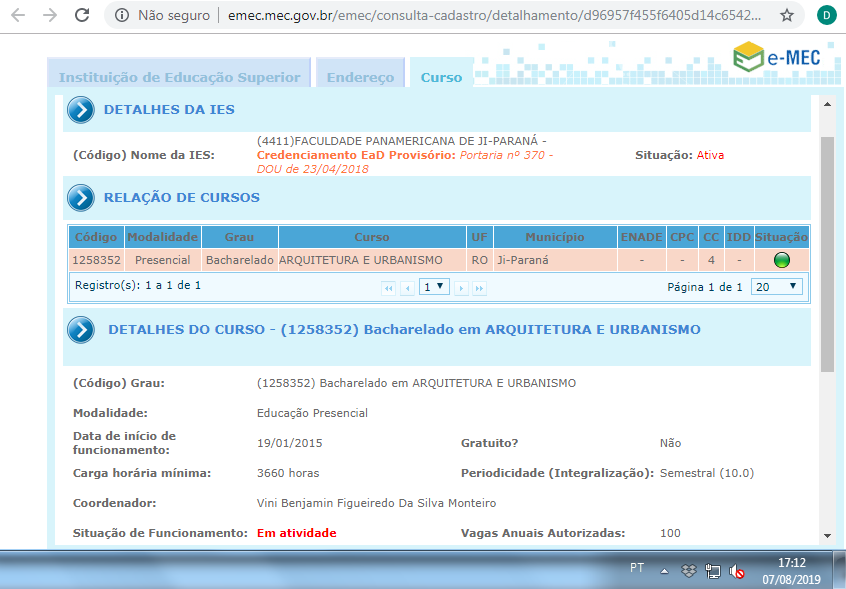 Não seguro | emec.mec.gov.br/emec/consulta-cadastro/detalhamento/d96957f455f6405d14c6542... D
e-MEC
Instituição de Educação Superior Endereço Curso
DETALHES DA IES
(Código) Nome da IES: (4411)FACULDADE PANAMERICANA DE JI-PARANÁ - Credenciamento EaD Provisório: Portaria nº 370 - DOU de 23/04/2018 Situação: Ativa
RELAÇÃO DE CURSOS
Código Modalidade Grau Curso UF Município ENADE CPC CC IDD Situação
1258352 Presencial Bacharelado ARQUITETURA E URBANISMO RO Ji-Paraná - - 4 -
Registro(s): 1 a 1 de 1 1 Página 1 de 1 20
DETALHES DO CURSO - (1258352) Bacharelado em ARQUITETURA E URBANISMO
(Código) Grau: (1258352) Bacharelado em ARQUITETURA E URBANISMO
Modalidade: Educação Presencial
Data de início de funcionamento: 19/01/2015 Gratuito? Não
Carga horária mínima: 3660 horas Periodicidade (Integralização): Semestral (10.0)
Coordenador: Vini Benjamin Figueiredo Da Silva Monteiro
Situação de Funcionamento: Em atividade Vagas Anuais Autorizadas: 100
PT 17:12
07/08/2019